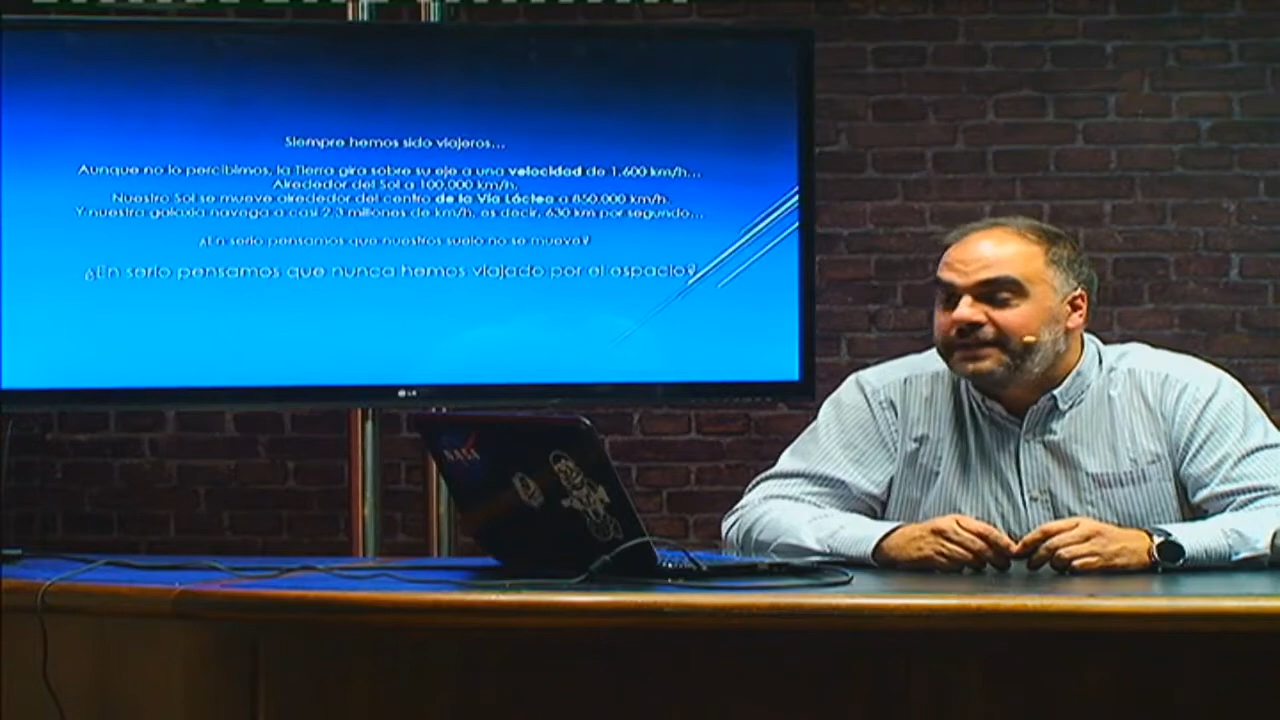 Siempre hemos sido viajeros...
Aunque no lo percibimos, la Tierra gira sobre su eje a una velocidad de 1.600 km/h...
Alrededor del Sol a 100.000 km/h.
Nuestro Sol se mueve alrededor del centro de la Vía Láctea a 850.000 km/h.
Y nuestra galaxia navega a casi 2,3 millones de km/h, es decir, 630 km por segundo...
¿En serio pensamos que nuestros suelo no se mueve?
¿En serio pensamos que nunca hemos viajado por el espacio?
LG
NASA